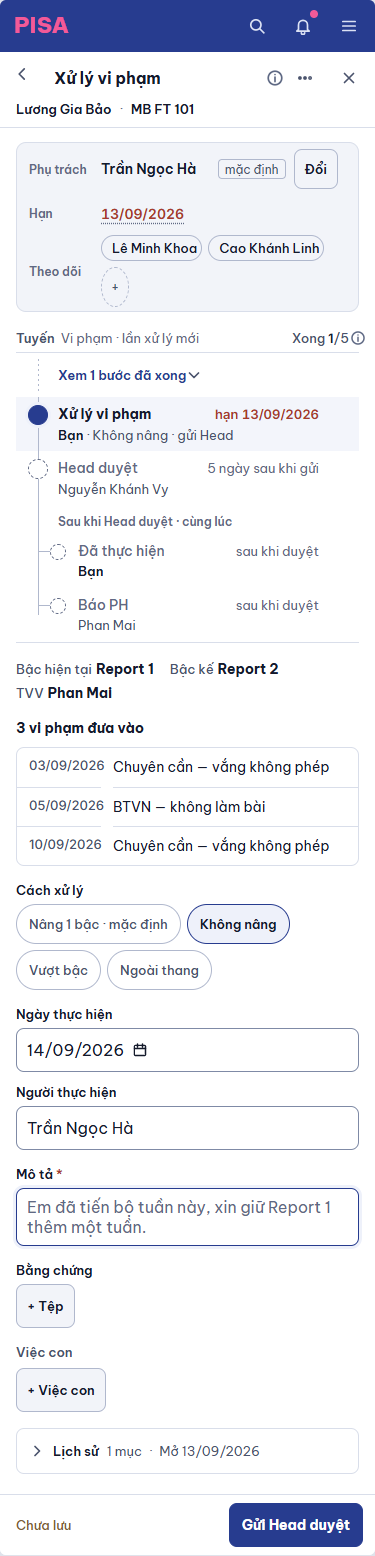 PISA
Xử lý vi phạm
Lương Gia Bảo · MB FT 101
Phụ trách Trần Ngọc Hà mặc định Đổi
Hạn 13/09/2026
Lê Minh Khoa Cao Khánh Linh
Theo dõi
+
Tuyến Vi phạm · lần xử lý mới Xong 1/5
Xem 1 bước đã xong
Xử lý vi phạm hạn 13/09/2026
Bạn · Không nâng · gửi Head
Head duyệt 5 ngày sau khi gửi
Nguyễn Khánh Vy
Sau khi Head duyệt · cùng lúc
Đã thực hiện sau khi duyệt
Bạn
Báo PH sau khi duyệt
Phan Mai
Bậc hiện tại Report 1 Bậc kế Report 2
TVV Phan Mai
3 vi phạm đưa vào
03/09/2026 Chuyên cần — vắng không phép
05/09/2026 BTVN — không làm bài
10/09/2026 Chuyên cần — vắng không phép
Cách xử lý
Nâng 1 bậc · mặc định Không nâng
Vượt bậc Ngoài thang
Ngày thực hiện
14/09/2026
Người thực hiện
Trần Ngọc Hà
Mô tả *
Em đã tiến bộ tuần này, xin giữ Report 1
thêm một tuần.
Bằng chứng
+ Tệp
Việc con
+ Việc con
Lịch sử 1 mục · Mở 13/09/2026
Chưa lưu Gửi Head duyệt